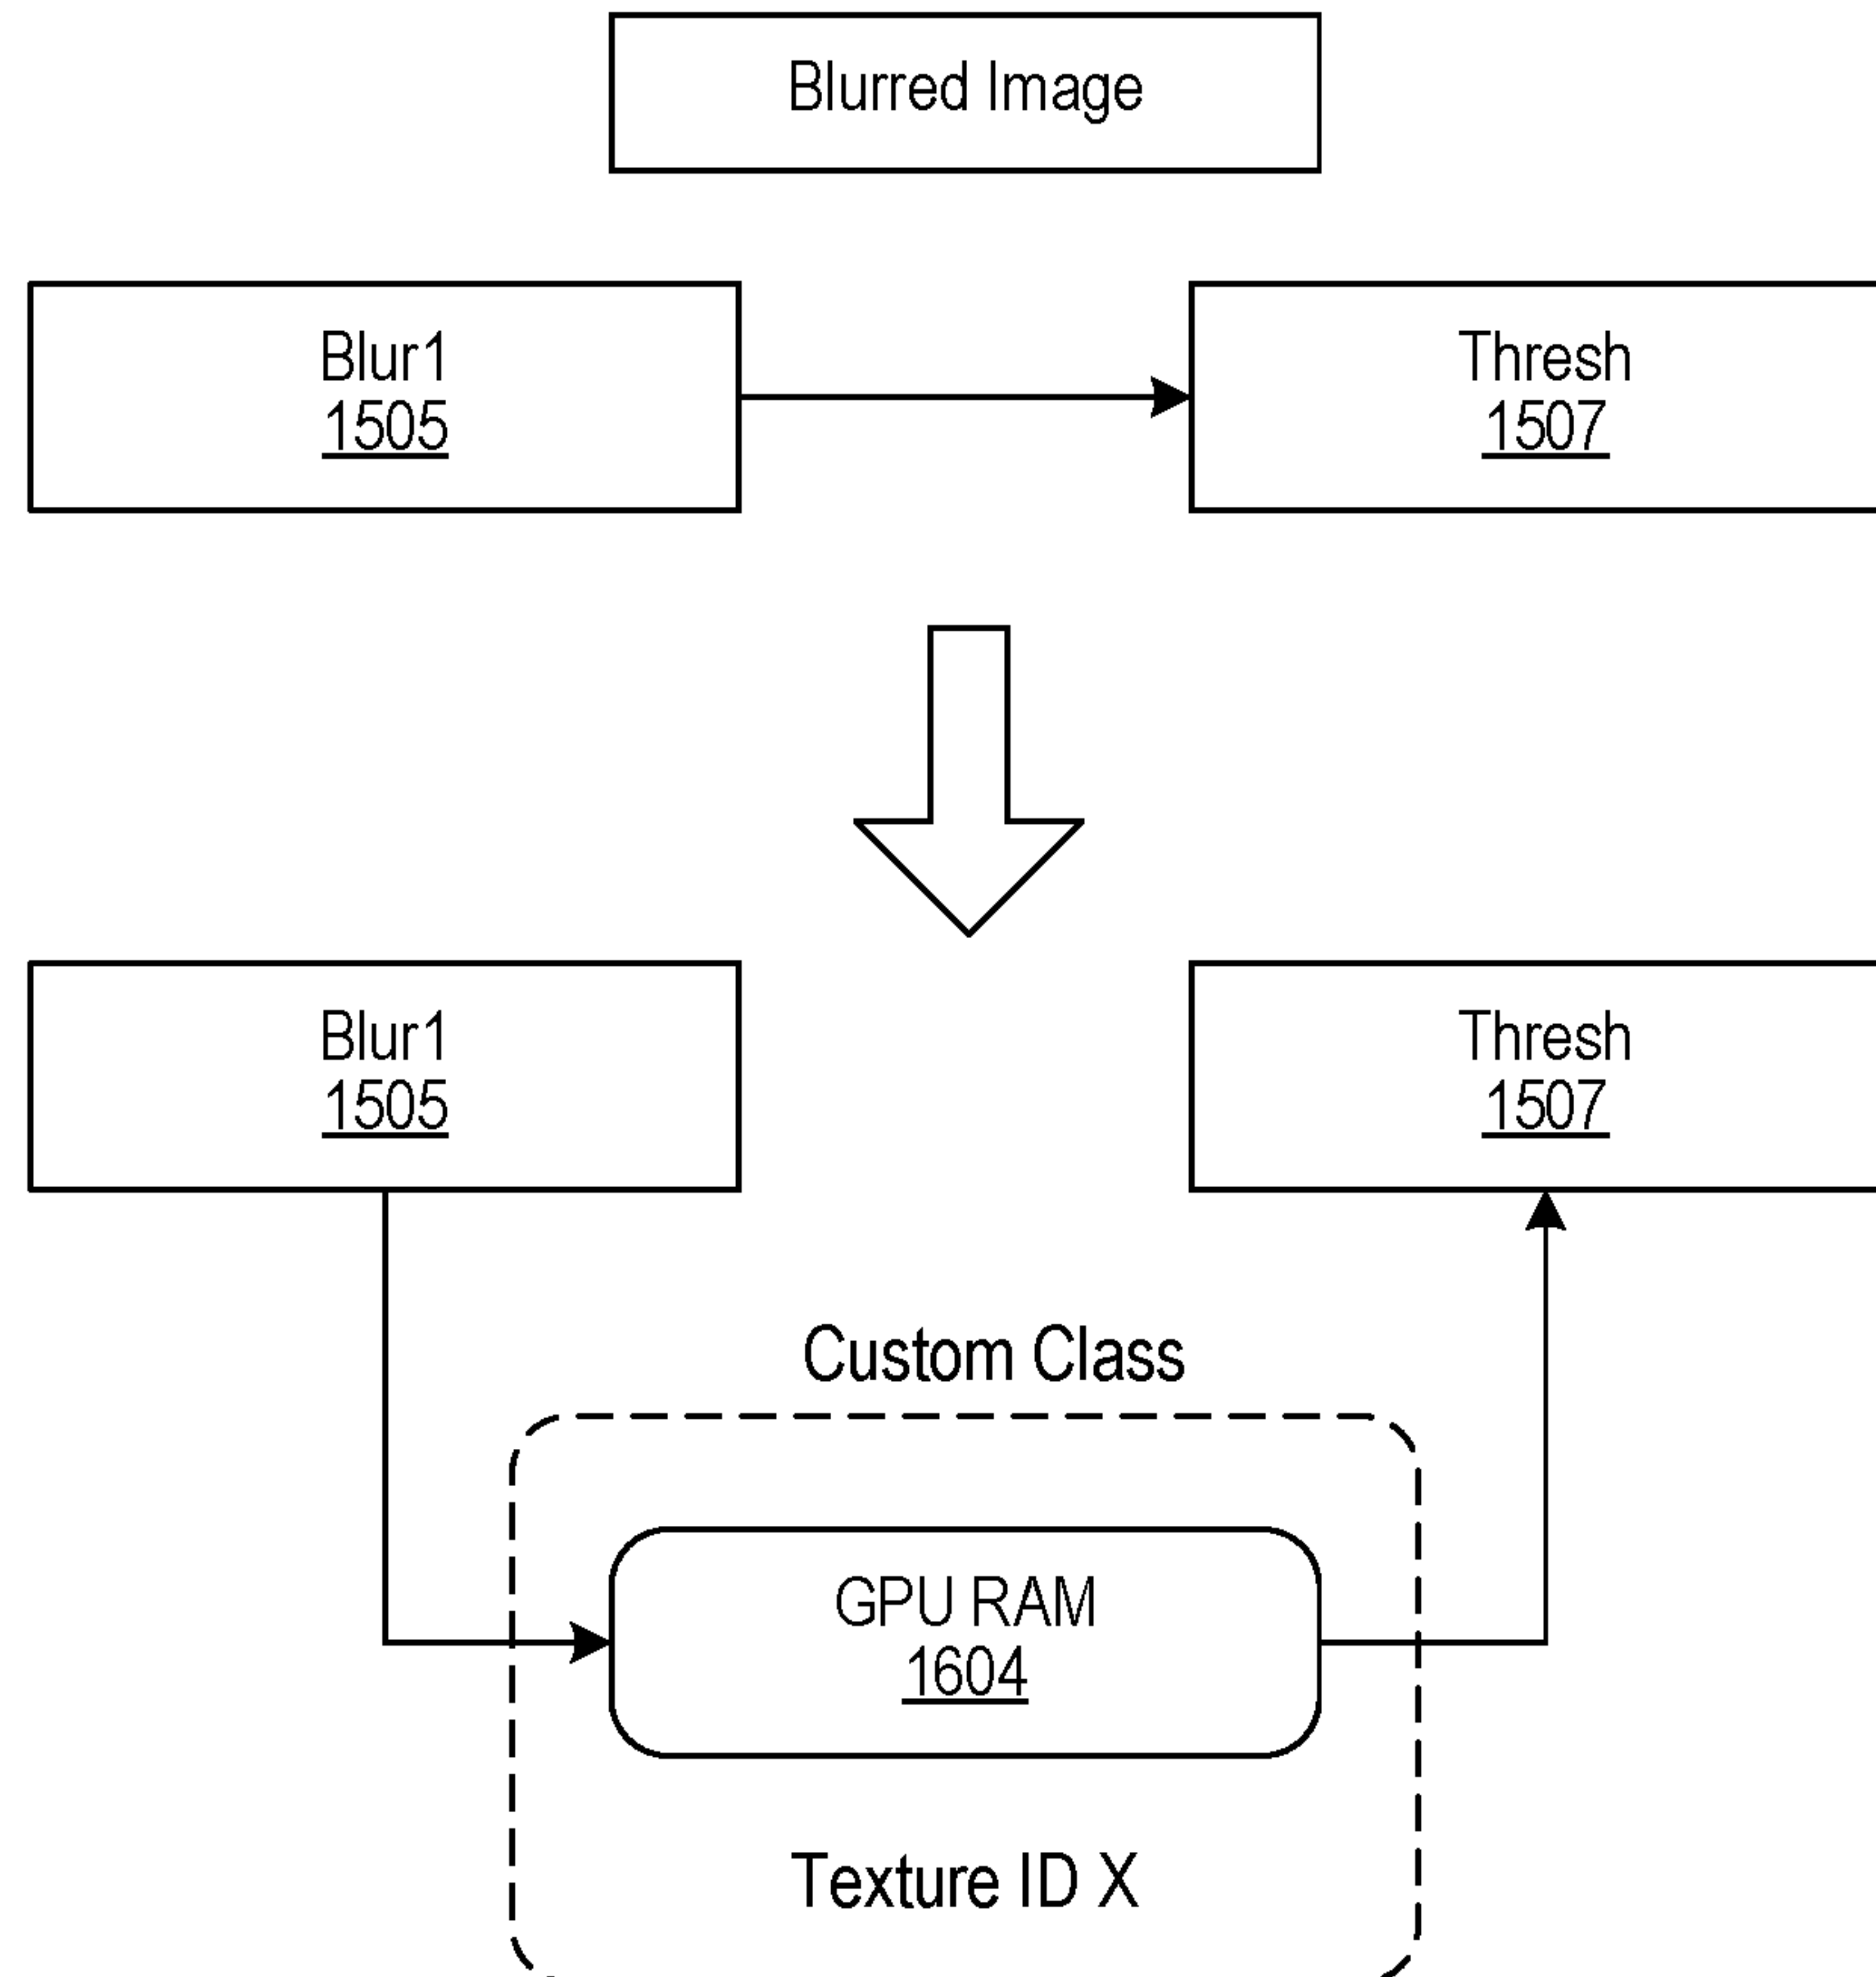 Blurred Image
Blur1
1505
Thresh
1507
Blur1
1505
Thresh
1507
Custom Class
GPU RAM
1604
Texture ID X